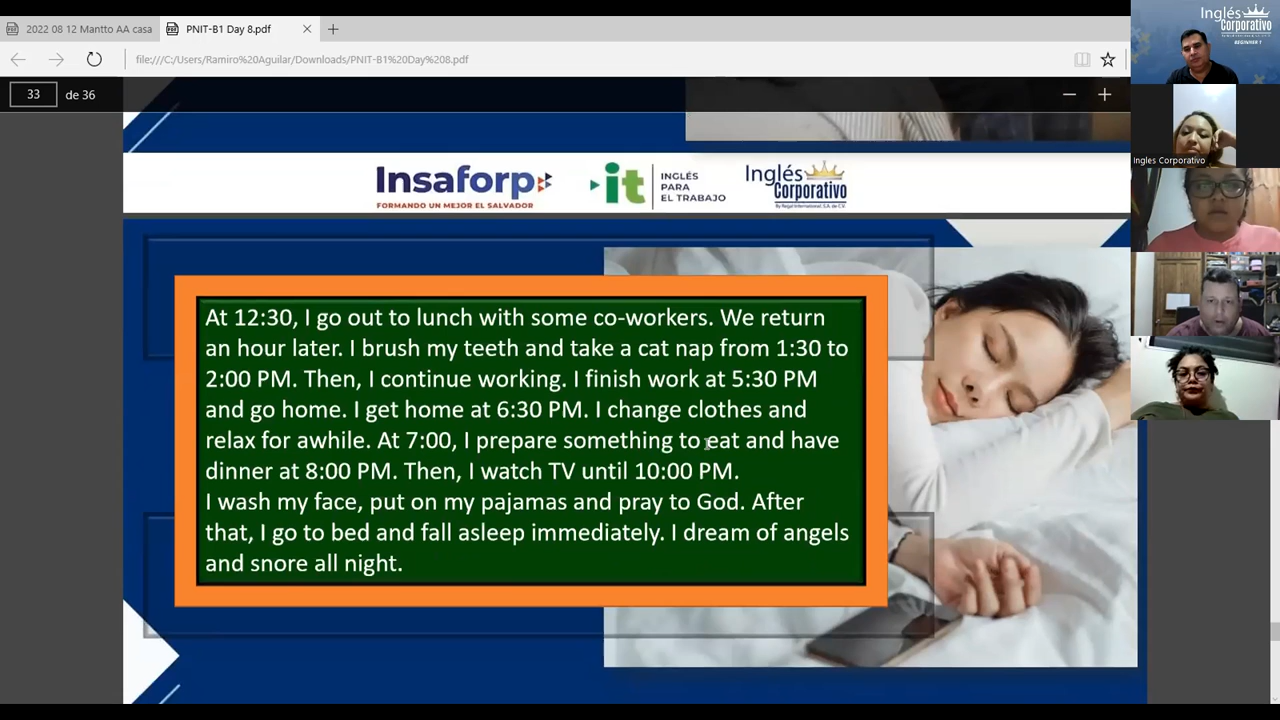 2022 08 12 Mantto AA casa
PNIT-B1 Day 8.pdf
file:///C:/Users/Ramiro%20Aguilar/Downloads/PNIT-B1%20Day%208.pdf
33 de 36
Insaforp
FORMANDO UN MEJOR EL SALVADOR
it
INGLÉS
PARA
EL TRABAJO
Inglés
Corporativo
By Regal International, S.A. de C.V.
At 12:30, I go out to lunch with some co-workers. We return
an hour later. I brush my teeth and take a cat nap from 1:30 to
2:00 PM. Then, I continue working. I finish work at 5:30 PM
and go home. I get home at 6:30 PM. I change clothes and
relax for awhile. At 7:00, I prepare something to eat and have
dinner at 8:00 PM. Then, I watch TV until 10:00 PM.
I wash my face, put on my pajamas and pray to God. After
that, I go to bed and fall asleep immediately. I dream of angels
and snore all night.
Inglés
Corporativo
BEGINNER 1
Ingles Corporativo